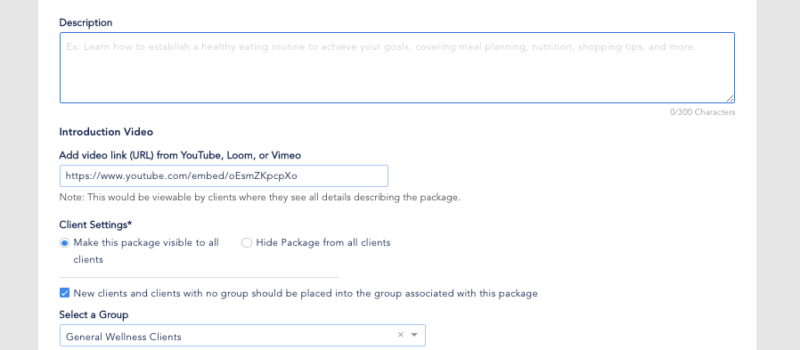 Description
Ex: Learn how to establish a healthy eating routine to achieve your goals, covering meal planning, nutrition, shopping tips, and more.
0/300 Characters
Introduction Video
Add video link (URL) from YouTube, Loom, or Vimeo
https://www.youtube.com/embed/oEsmZKpcpXo
Note: This would be viewable by clients where they see all details describing the package.
Client Settings*
Make this package visible to all
clients
Hide Package from all clients
New clients and clients with no group should be placed into the group associated with this package
Select a Group
General Wellness Clients